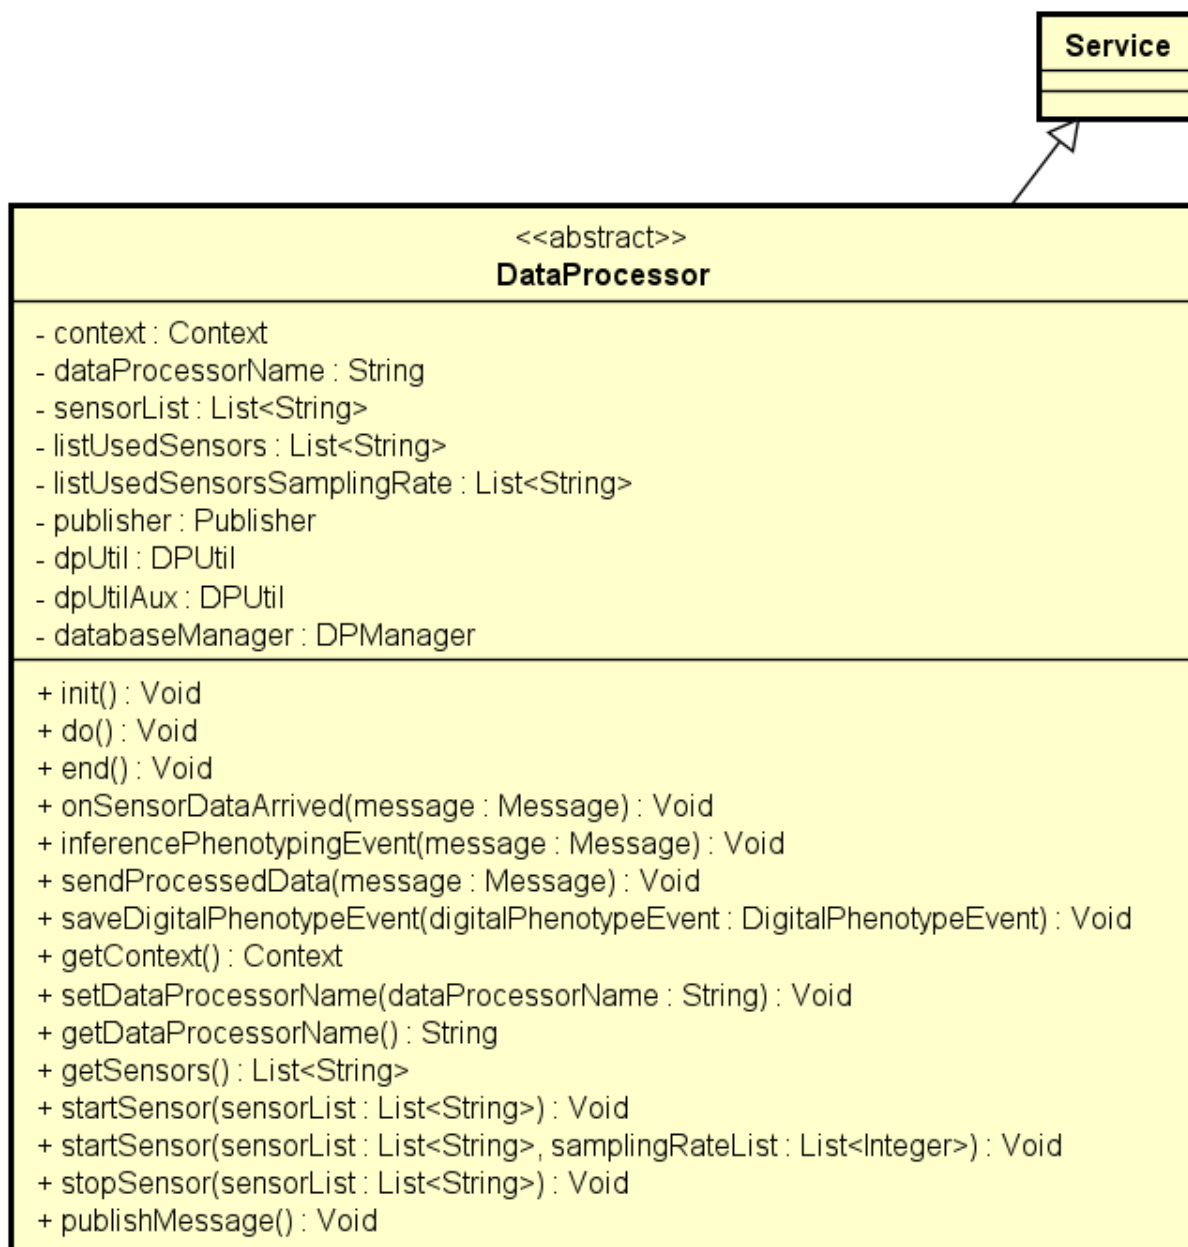 Service
<<abstract>>
DataProcessor
- context : Context
- dataProcessorName : String
- sensorList : List<String>
- listUsedSensors : List<String>
- listUsedSensorsSamplingRate : List<String>
- publisher : Publisher
- dpUtil : DPUtil
- dpUtilAux : DPUtil
- databaseManager : DPManager
+ init() : Void
+ do() : Void
+ end() : Void
+ onSensorDataArrived(message : Message) : Void
+ inferencePhenotypingEvent(message : Message) : Void
+ sendProcessedData(message : Message) : Void
+ saveDigitalPhenotypeEvent(digitalPhenotypeEvent : DigitalPhenotypeEvent) : Void
+ getContext() : Context
+ setDataProcessorName(dataProcessorName : String) : Void
+ getDataProcessorName() : String
+ getSensors() : List<String>
+ startSensor(sensorList : List<String>) : Void
+ startSensor(sensorList : List<String>, samplingRateList : List<Integer>) : Void
+ stopSensor(sensorList : List<String>) : Void
+ publishMessage() : Void